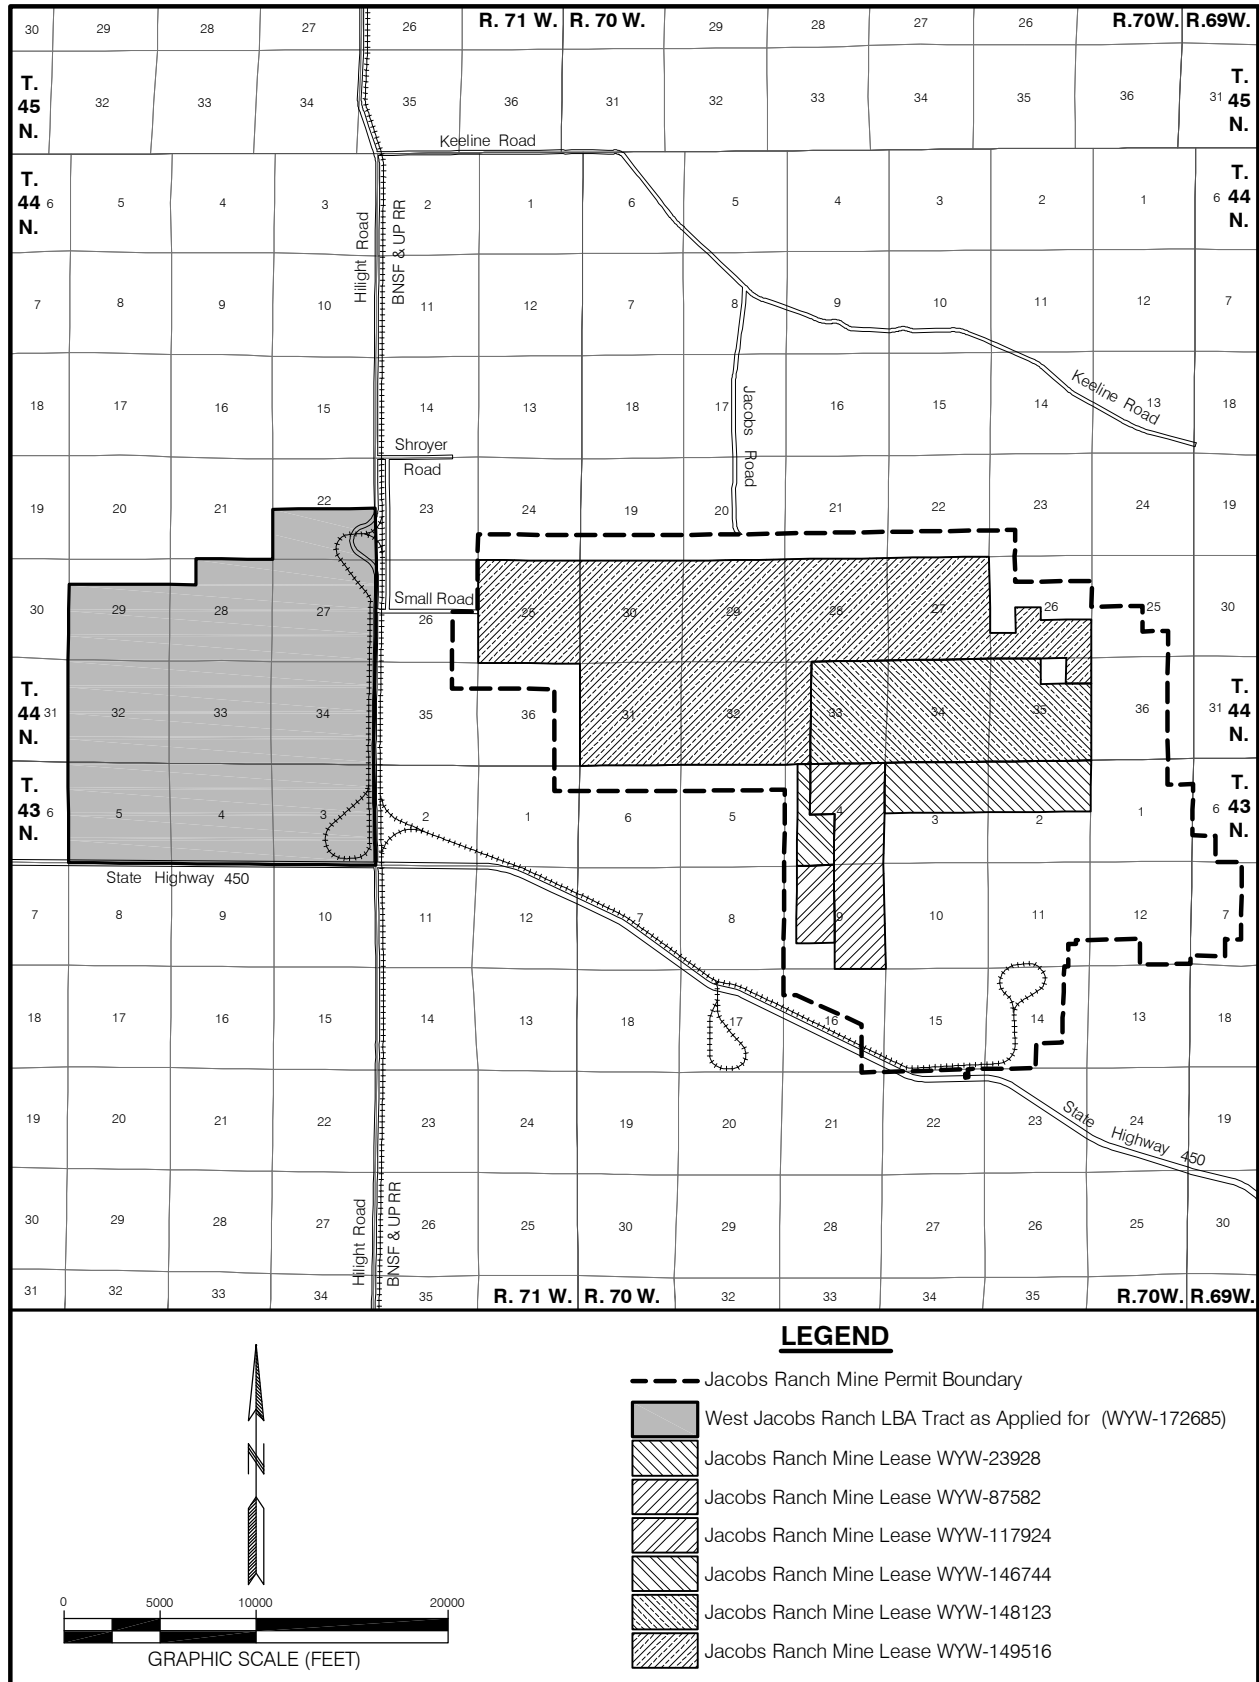 R. 71 W. R. 70 W. R.70W. R.69W.
30 29 28 27 26 29 28 27 26
T. 45 N. 32 33 34 35 36 31 32 33 34 35 36 31 T. 45 N.
Keeline Road
T. 44 N. 6 5 4 3 2 1 6 5 4 3 2 1 6 T. 44 N.
Hilight Road
BNSF & UP RR
7 8 9 10 11 12 7 8 9 10 11 12 7
Keeline Road
18 17 16 15 14 13 18 17 16 15 14 13 18
Jacobs Road
Shroyer
Road
19 20 21 22 23 24 19 20 21 22 23 24 19
Small Road
30 29 28 27 26 25 30 29 28 27 26 25 30
T. 44 N. 31 32 33 34 35 36 31 32 33 34 35 36 31 T. 44 N.
T. 43 N. 6 5 4 3 2 1 6 5 4 3 2 1 6 T. 43 N.
State Highway 450
7 8 9 10 11 12 7 8 9 10 11 12 7
18 17 16 15 14 13 18 17 16 15 14 13 18
19 20 21 22 23 24 19 20 21 22 23 24 19
State Highway 450
Hilight Road
BNSF & UP RR
30 29 28 27 26 25 30 29 28 27 26 25 30
31 32 33 34 35 R. 71 W. R. 70 W. 32 33 34 35 R.70W. R.69W.
LEGEND
Jacobs Ranch Mine Permit Boundary
West Jacobs Ranch LBA Tract as Applied for (WYW-172685)
Jacobs Ranch Mine Lease WYW-23928
Jacobs Ranch Mine Lease WYW-87582
Jacobs Ranch Mine Lease WYW-117924
Jacobs Ranch Mine Lease WYW-146744
Jacobs Ranch Mine Lease WYW-148123
Jacobs Ranch Mine Lease WYW-149516
N
0 5000 10000 20000
GRAPHIC SCALE (FEET)